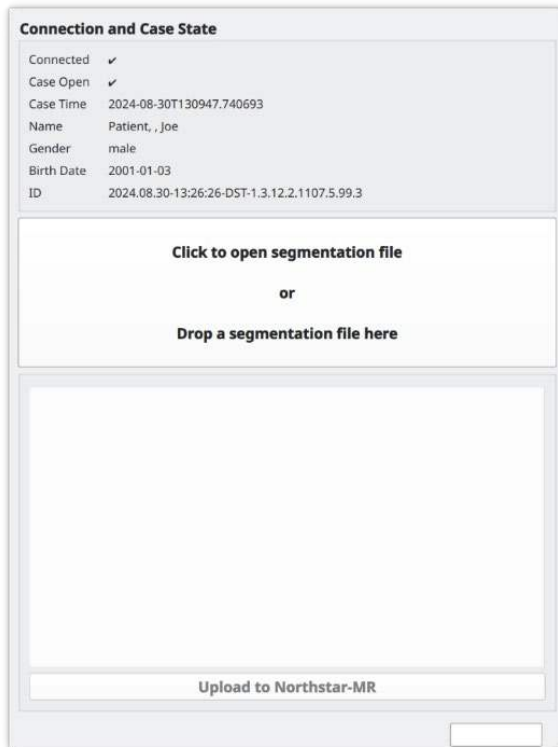 Connection and Case State
Connected ✔
Case Open ✔
Case Time 2024-08-30T130947.740693
Name Patient, , Joe
Gender male
Birth Date 2001-01-03
ID 2024.08.30-13:26:26-DST-1.3.12.2.1107.5.99.3
Click to open segmentation file
or
Drop a segmentation file here
Upload to Northstar-MR